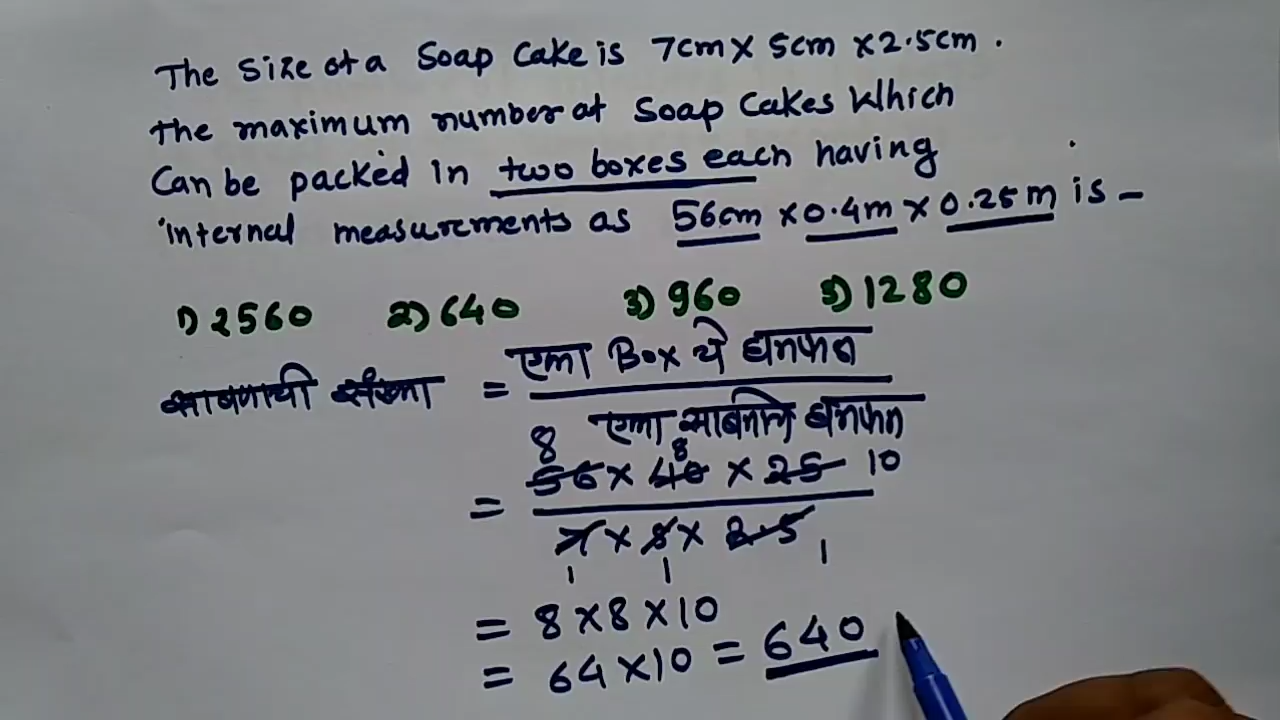 The Size of a Soap Cake is 7cm x 5cm x 2.5cm.
the maximum number at Soap Cakes Which
Can be packed in two boxes each having
internal measurements as 56cm x 0.4m x 0.25m is -
1) 2560 2) 640 3) 960 5) 1280
साबणाची संख्या = एका Box चे घनफळ
एका साबनाचे घनफळ
8 8
= 56 x 40 x 25 10
7 x 5 x 2.5
1 1 1
= 8 x 8 x 10
= 64 x 10 = 640